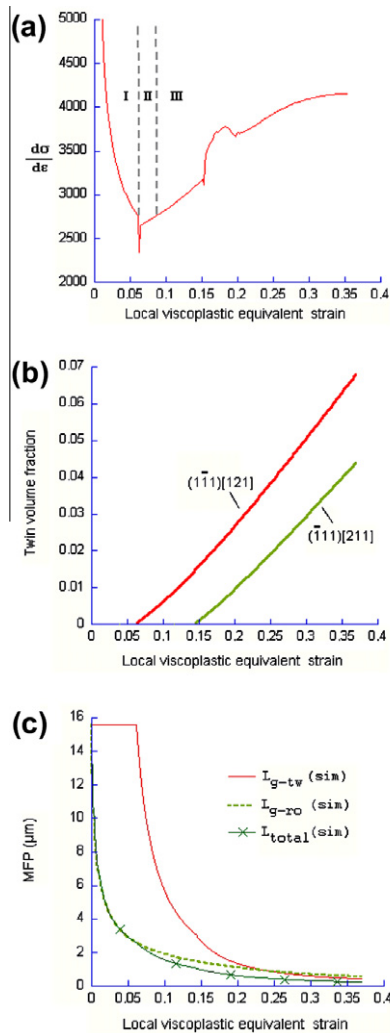 (a)
5000
4500
4000
3500
dσ
dε
3000
2500
2000
I II III
0 0.05 0.1 0.15 0.2 0.25 0.3 0.35 0.4
Local viscoplastic equivalent strain
(b)
0.07
0.06
0.05
0.04
0.03
0.02
0.01
0
Twin volume fraction
(1̄1̄1)[121]
(1̄11)[211]
0 0.05 0.1 0.15 0.2 0.25 0.3 0.35 0.4
Local viscoplastic equivalent strain
(c)
16
14
12
10
8
6
4
2
0
MFP (μm)
L g-tw (sim)
L g-ro (sim)
L total (sim)
0 0.05 0.1 0.15 0.2 0.25 0.3 0.35 0.4
Local viscoplastic equivalent strain